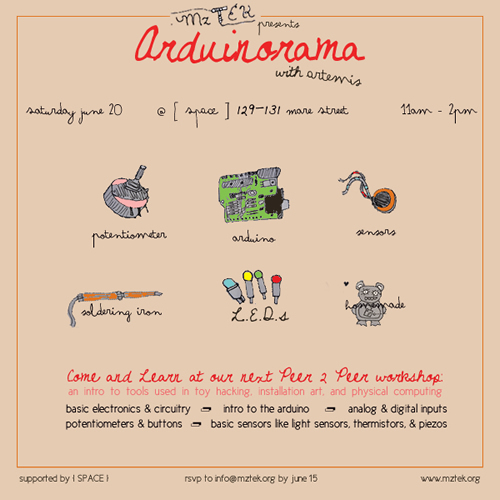 MzTEK presents
Arduinorama
with artemis
saturday june 20 @ [ space ] 129-131 mare street 11am - 2pm
potentiometer arduino sensors
soldering iron L.E.D.s homemade
Come and Learn at our next Peer 2 Peer workshop:
an intro to tools used in toy hacking, installation art, and physical computing
basic electronics & circuitry intro to the arduino analog & digital inputs
potentiometers & buttons basic sensors like light sensors, thermistors, & piezos
supported by [ SPACE ] rsvp to info@mztek.org by june 15 www.mztek.org